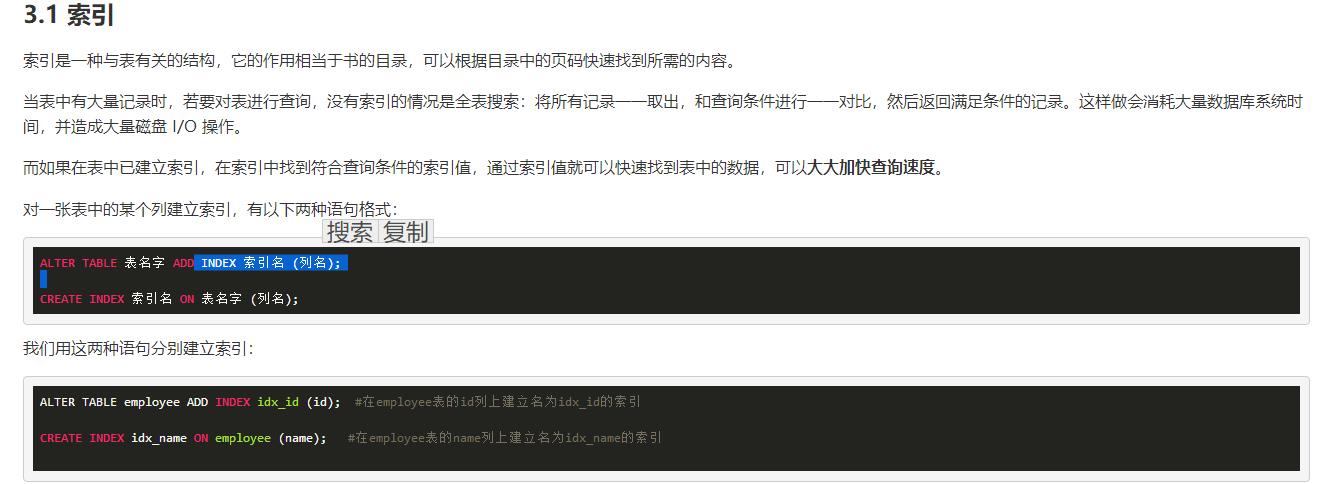 3.1 索引
索引是一种与表有关的结构，它的作用相当于书的目录，可以根据目录中的页码快速找到所需的内容。
当表中有大量记录时，若要对表进行查询，没有索引的情况是全表搜索：将所有记录一一取出，和查询条件进行一一对比，然后返回满足条件的记录。这样做会消耗大量数据库系统时
间，并造成大量磁盘 I/O 操作。
而如果在表中已建立索引，在索引中找到符合查询条件的索引值，通过索引值就可以快速找到表中的数据，可以大大加快查询速度。
对一张表中的某个列建立索引，有以下两种语句格式：
搜索 复制
ALTER TABLE 表名字 ADD INDEX 索引名 (列名);
CREATE INDEX 索引名 ON 表名字 (列名);
我们用这两种语句分别建立索引：
ALTER TABLE employee ADD INDEX idx_id (id);  #在employee表的id列上建立名为idx_id的索引
CREATE INDEX idx_name ON employee (name);   #在employee表的name列上建立名为idx_name的索引